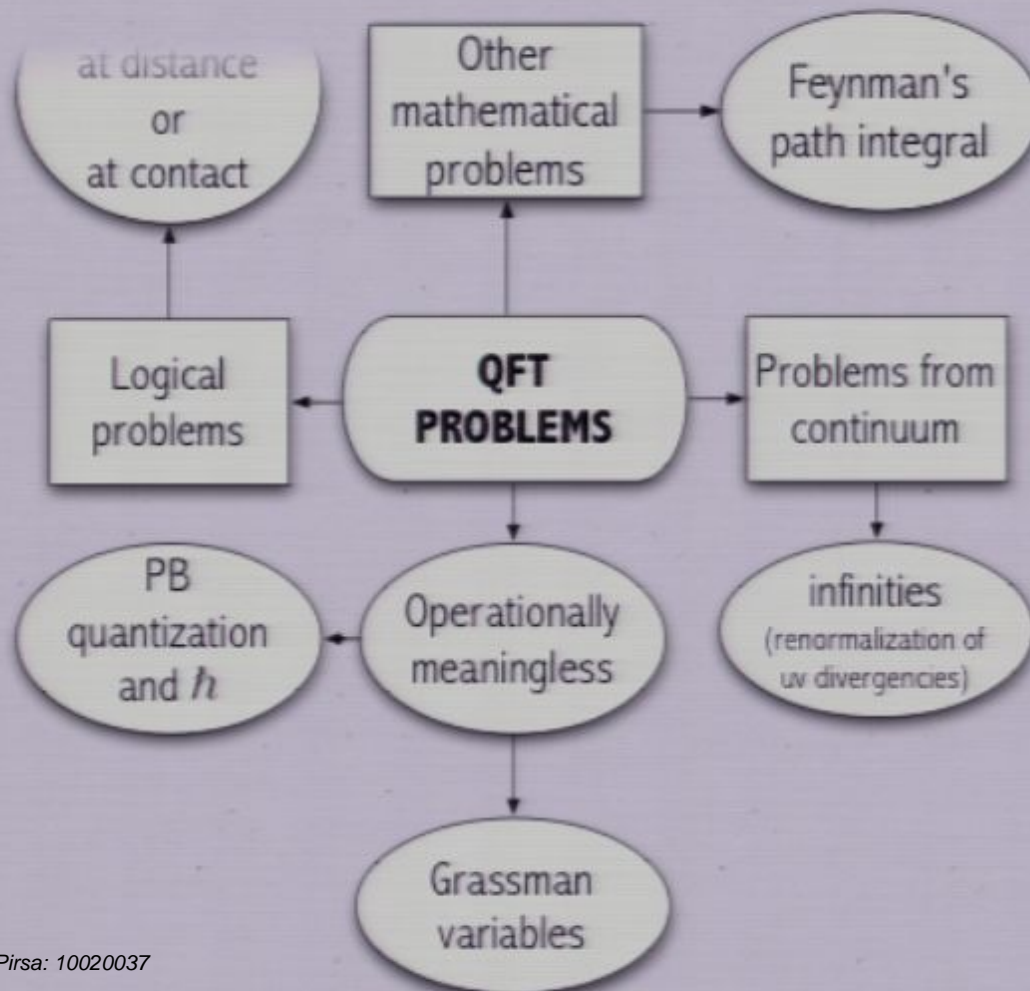 at distance
or
at contact
Other
mathematical
problems
Feynman's
path integral
Logical
problems
QFT
PROBLEMS
Problems from
continuum
PB
quantization
and ℏ
Operationally
meaningless
infinities
(renormalization of
uv divergencies)
Grassman
variables
Pirsa: 10020037